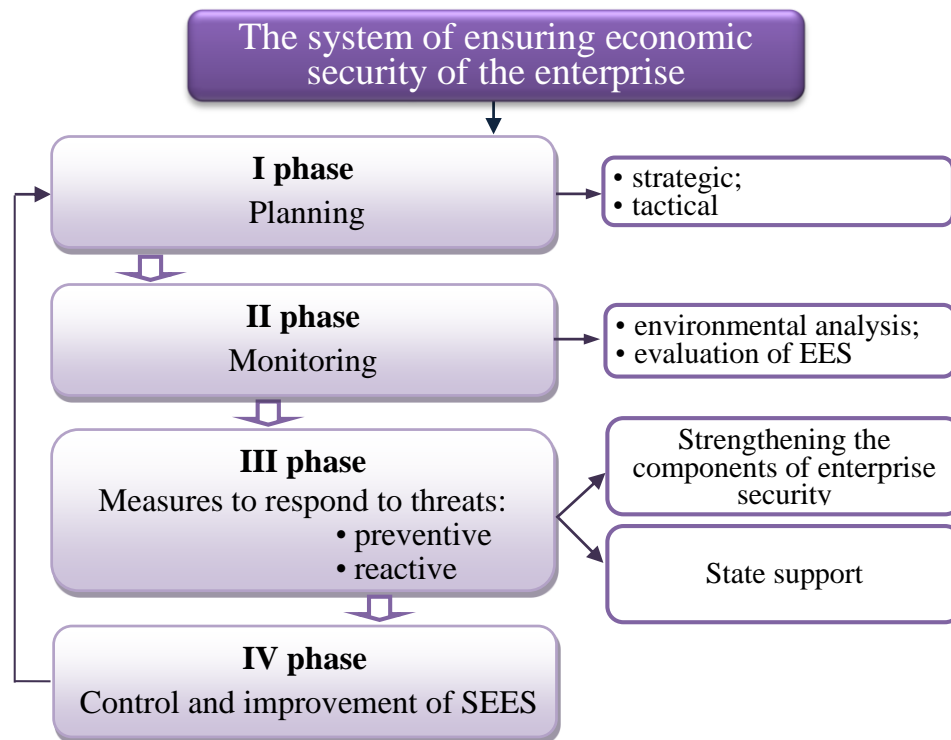 The system of ensuring economic
security of the enterprise
I phase
Planning
• strategic;
• tactical
II phase
Monitoring
• environmental analysis;
• evaluation of EES
III phase
Measures to respond to threats:
• preventive
• reactive
Strengthening the
components of enterprise
security
State support
IV phase
Control and improvement of SEES